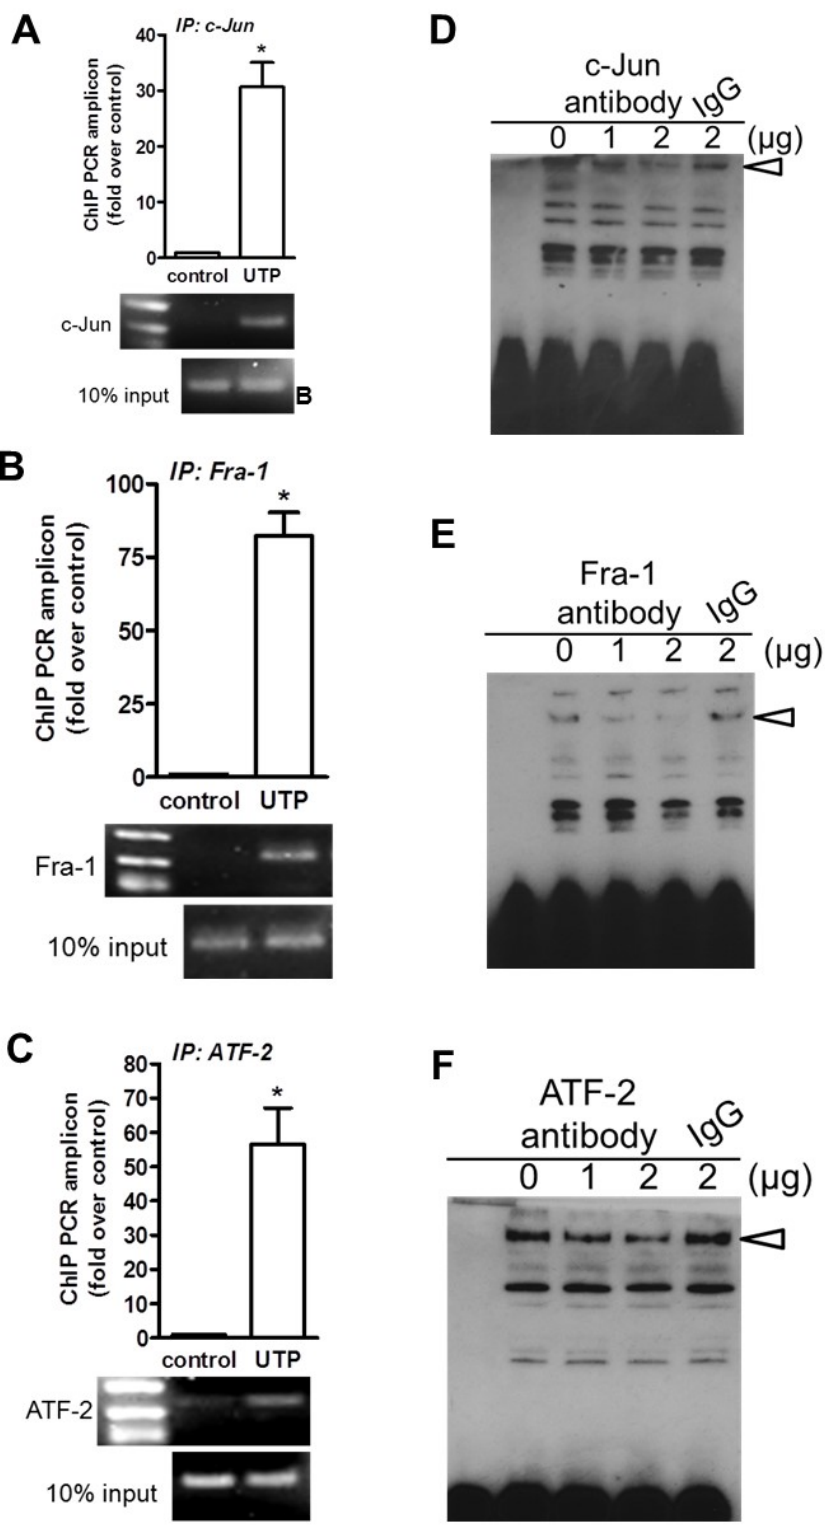 A
IP: c-Jun
ChIP PCR amplicon
(fold over control)
40
30
20
10
0
*
control UTP
c-Jun
10% input
B
B
IP: Fra-1
ChIP PCR amplicon
(fold over control)
100
75
50
25
0
*
control UTP
Fra-1
10% input
C
IP: ATF-2
ChIP PCR amplicon
(fold over control)
80
70
60
50
40
30
20
10
0
*
control UTP
ATF-2
10% input
D
c-Jun
antibody IgG
0 1 2 2 (µg)
E
Fra-1
antibody IgG
0 1 2 2 (µg)
F
ATF-2
antibody IgG
0 1 2 2 (µg)